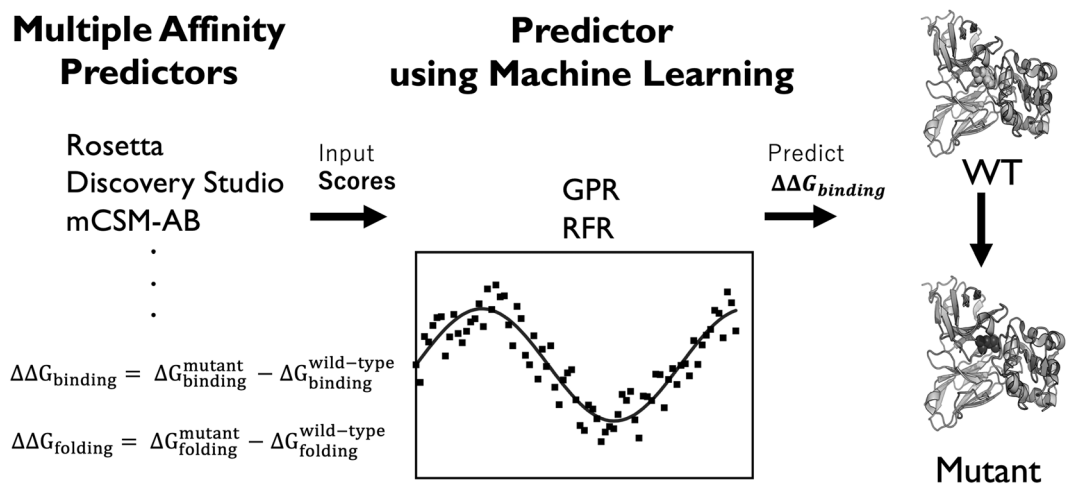 Multiple Affinity
Predictors
Rosetta
Discovery Studio
mCSM-AB
.
.
.
ΔΔG_binding = ΔG_binding^mutant − ΔG_binding^wild−type
ΔΔG_folding = ΔG_folding^mutant − ΔG_folding^wild−type
Input
Scores
Predictor
using Machine Learning
GPR
RFR
Predict
ΔΔG_binding
WT
Mutant